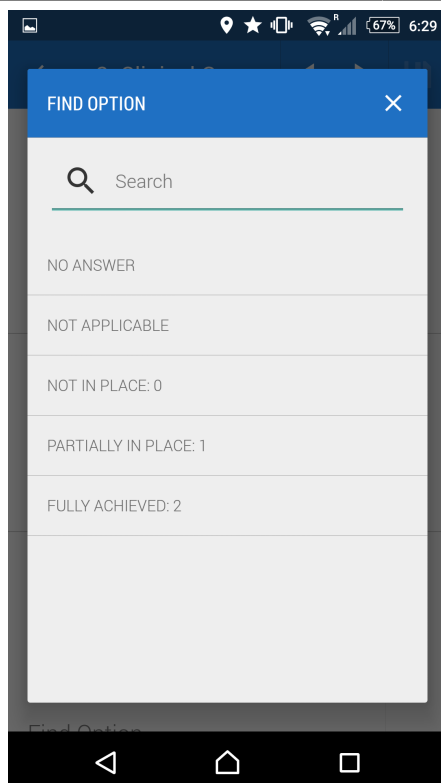 R 67% 6:29
FIND OPTION
Search
NO ANSWER
NOT APPLICABLE
NOT IN PLACE: 0
PARTIALLY IN PLACE: 1
FULLY ACHIEVED: 2
Find Option